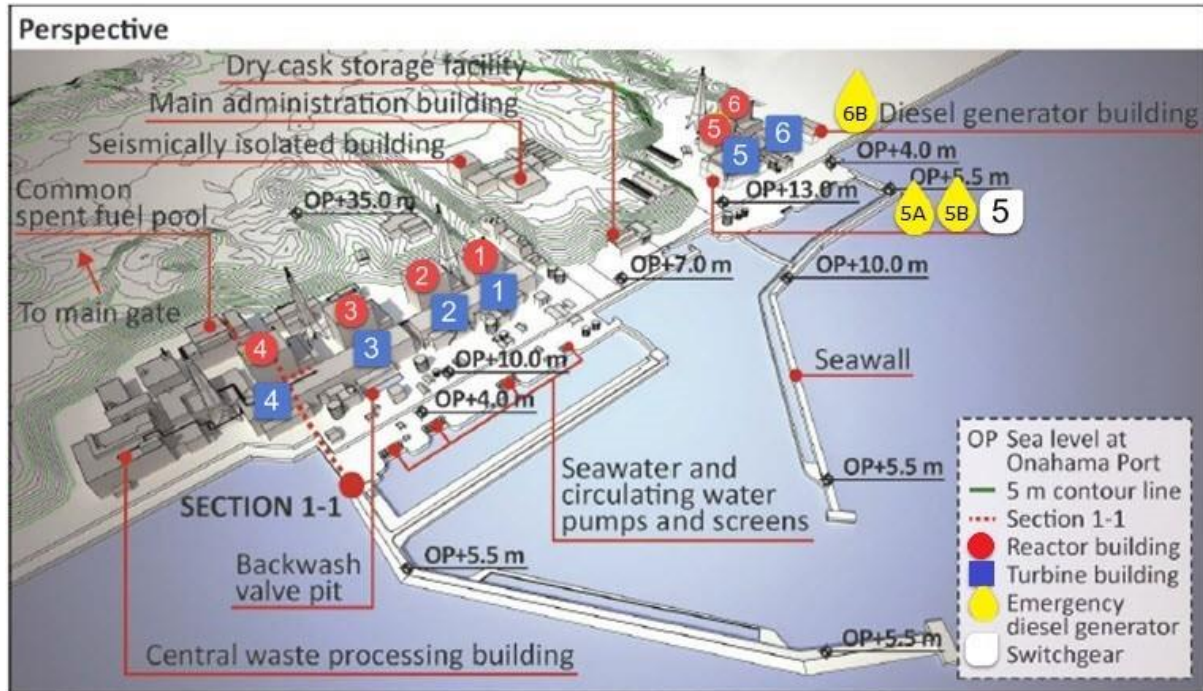 Perspective
Dry cask storage facility
Main administration building
Seismically isolated building
Common
spent fuel pool
OP+35.0 m
To main gate
6
5
6
5
6B
Diesel generator building
OP+4.0 m
OP+5.5 m
OP+13.0 m
5A
5B
5
OP+7.0 m
OP+10.0 m
1
2
1
2
3
3
4
4
OP+10.0 m
OP+4.0 m
Seawall
SECTION 1-1
Seawater and
circulating water
pumps and screens
OP+5.5 m
Backwash
valve pit
OP+5.5 m
OP+5.5 m
Central waste processing building
OP Sea level at
Onahama Port
5 m contour line
Section 1-1
Reactor building
Turbine building
Emergency
diesel generator
Switchgear